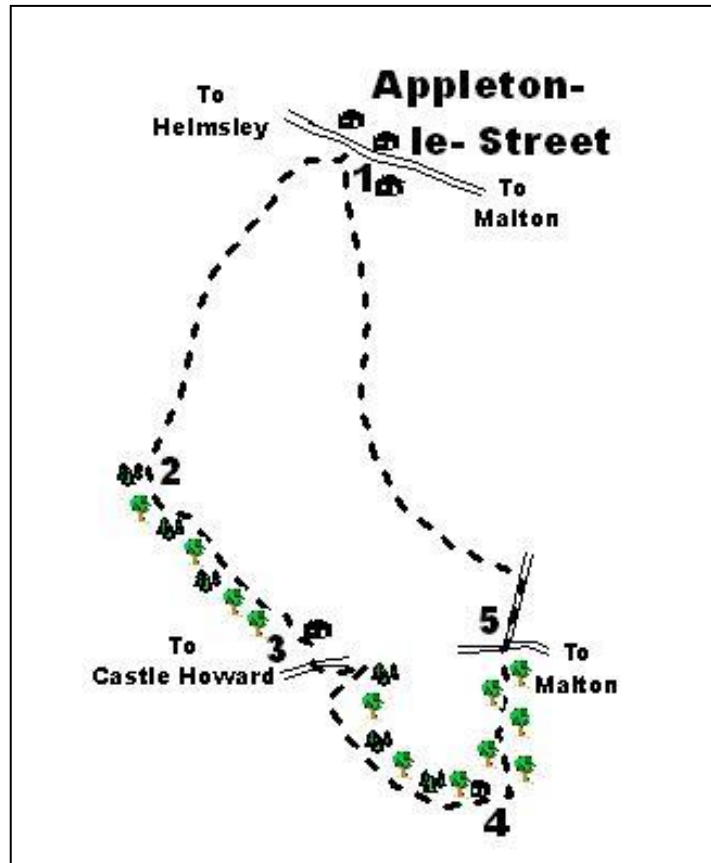 Appleton-
le- Street
To
Helmsley
1
To
Malton
2
3
To
Castle Howard
5
To
Malton
4